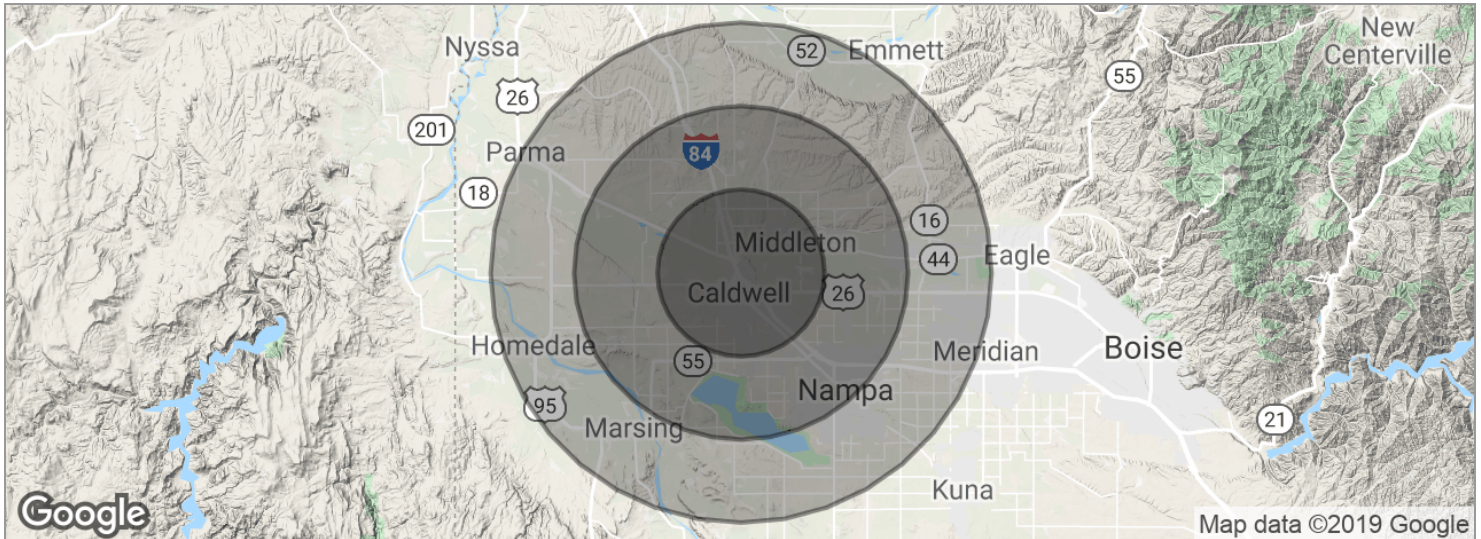 Nyssa
52
Emmett
New
Centerville
55
26
201
Parma
84
18
16
Middleton
44
Eagle
Caldwell
26
Homedale
55
Meridian
Boise
Nampa
95
Marsing
21
Kuna
Google
Map data ©2019 Google